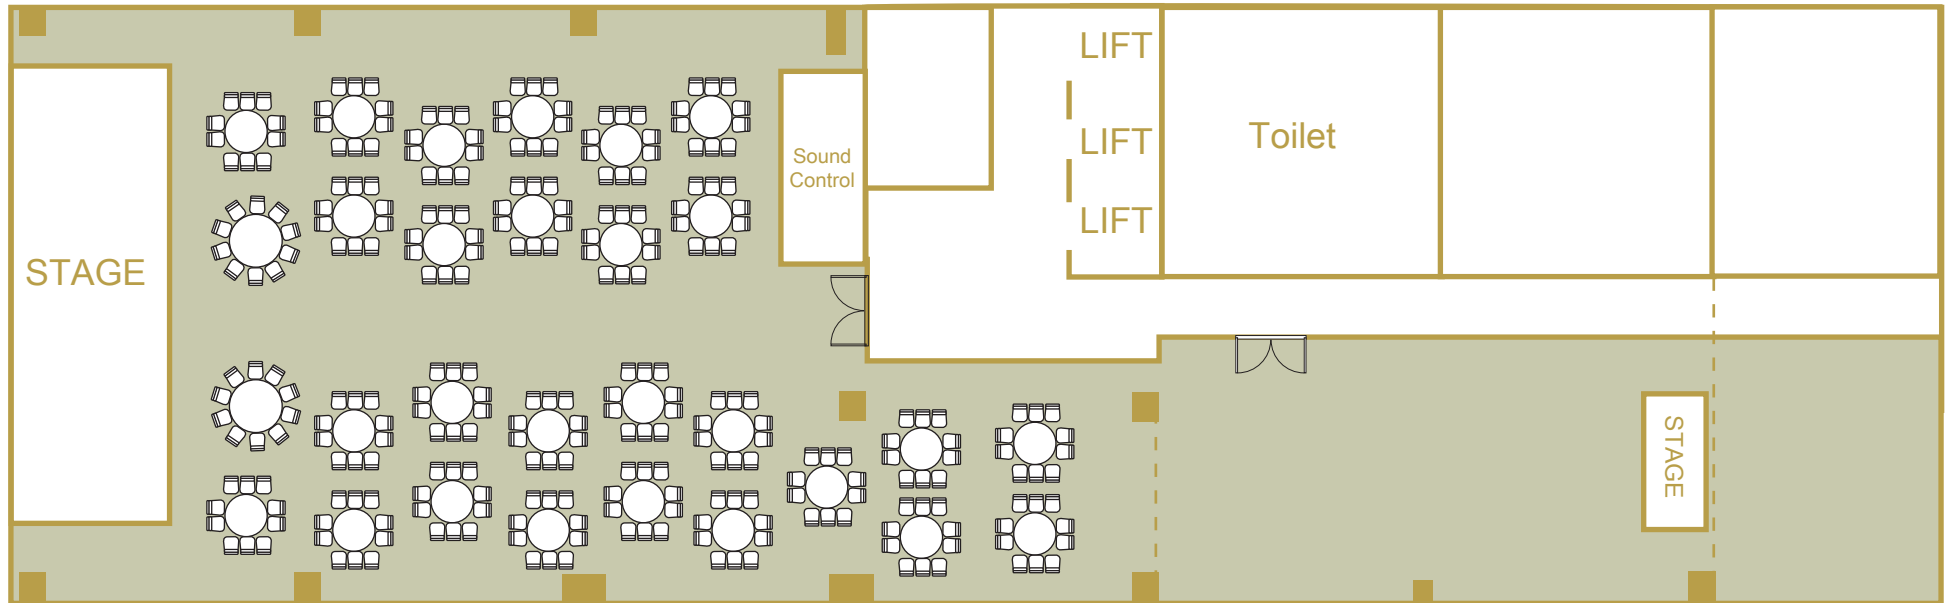 STAGE
Sound
Control
LIFT
LIFT
LIFT
Toilet
STAGE